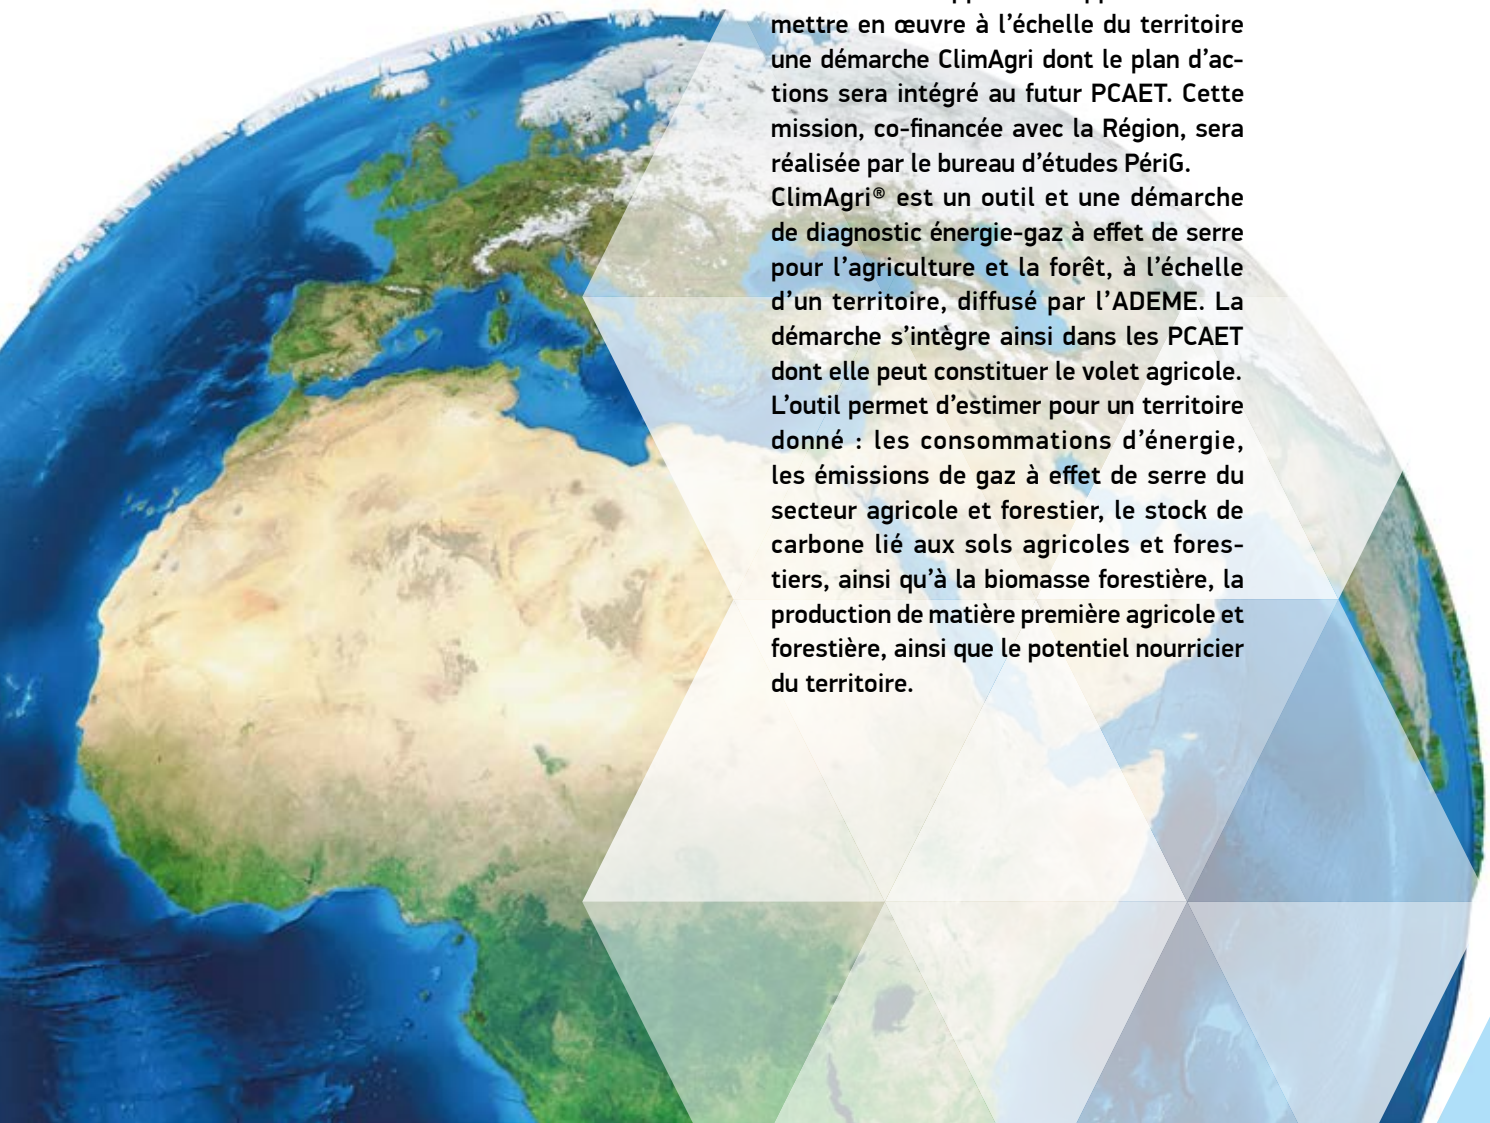 mettre en œuvre à l’échelle du territoire
une démarche ClimAgri dont le plan d’ac-
tions sera intégré au futur PCAET. Cette
mission, co-financée avec la Région, sera
réalisée par le bureau d’études PériG.
ClimAgri® est un outil et une démarche
de diagnostic énergie-gaz à effet de serre
pour l’agriculture et la forêt, à l’échelle
d’un territoire, diffusé par l’ADEME. La
démarche s’intègre ainsi dans les PCAET
dont elle peut constituer le volet agricole.
L’outil permet d’estimer pour un territoire
donné : les consommations d’énergie,
les émissions de gaz à effet de serre du
secteur agricole et forestier, le stock de
carbone lié aux sols agricoles et fores-
tiers, ainsi qu’à la biomasse forestière, la
production de matière première agricole et
forestière, ainsi que le potentiel nourricier
du territoire.